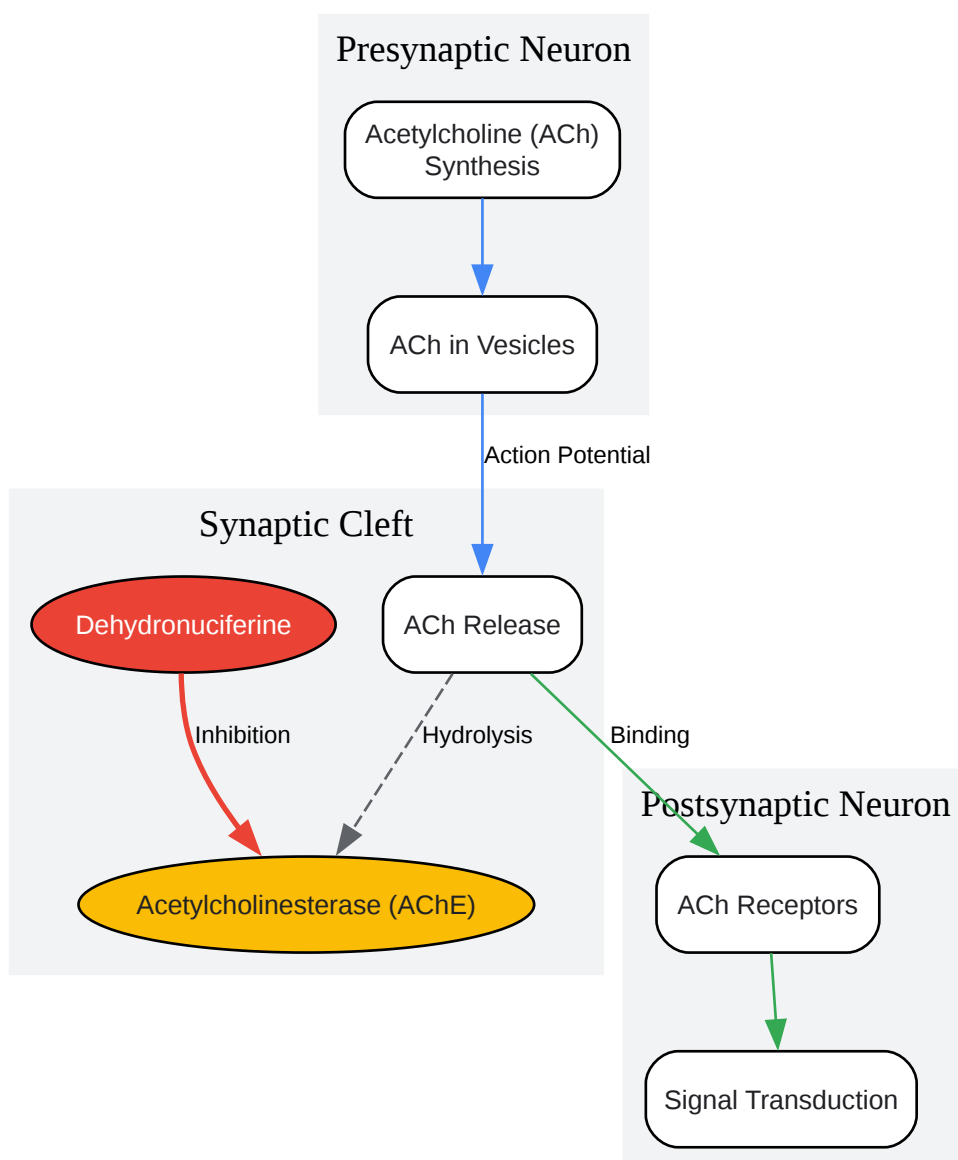 Presynaptic Neuron
Acetylcholine (ACh)
Synthesis
ACh in Vesicles
Action Potential
Synaptic Cleft
Dehydronuciferine
ACh Release
Inhibition
Hydrolysis
Binding
Postsynaptic Neuron
Acetylcholinesterase (AChE)
ACh Receptors
Signal Transduction